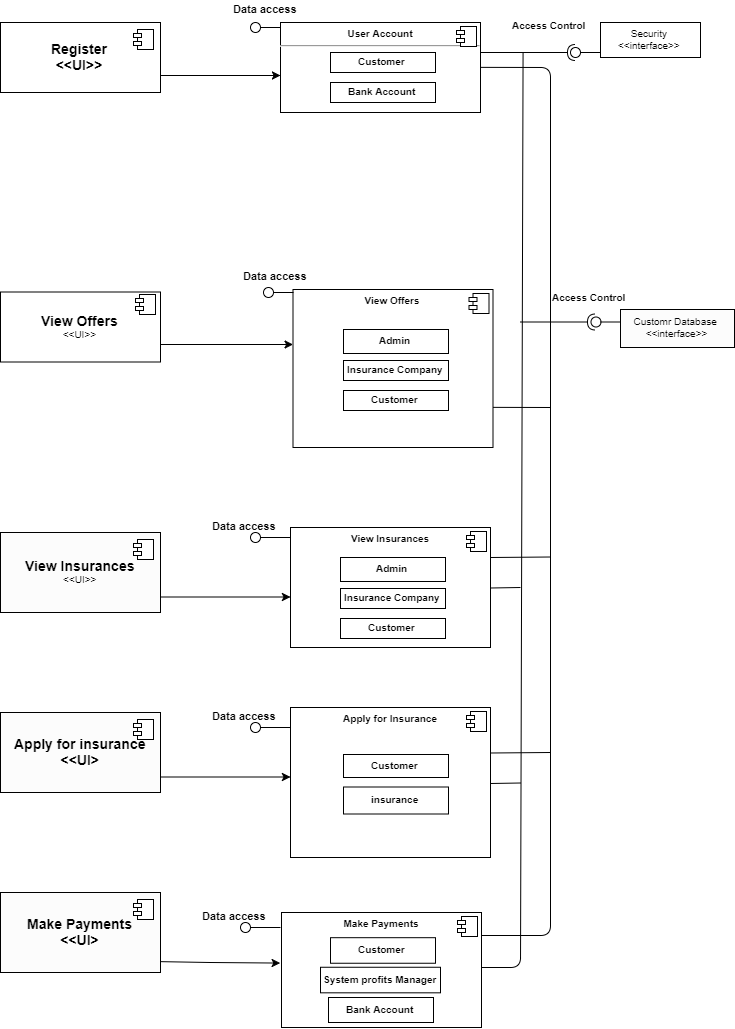 Data access
Register
<<UI>>
User Account
Customer
Bank Account
Access Control
Security
<<interface>>
Data access
View Offers
<<UI>>
View Offers
Admin
Insurance Company
Customer
Access Control
Customr Database
<<interface>>
Data access
View Insurances
<<UI>>
View Insurances
Admin
Insurance Company
Customer
Data access
Apply for insurance
<<UI>
Apply for Insurance
Customer
insurance
Data access
Make Payments
<<UI>
Make Payments
Customer
System profits Manager
Bank Account